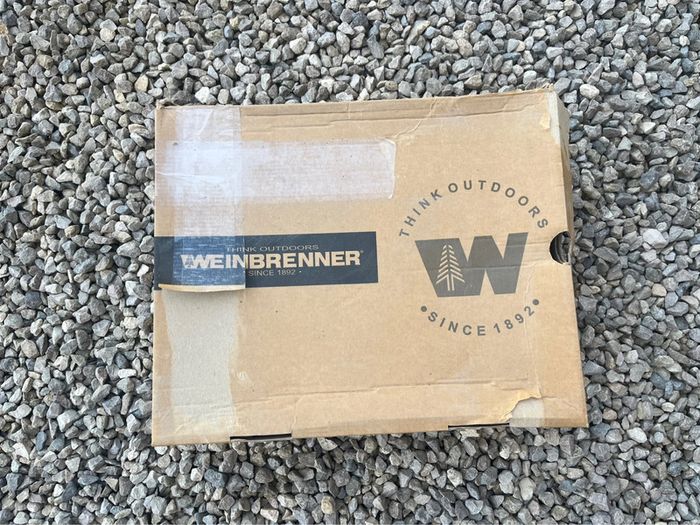 THINK OUTDOORS
WEINBRENNER®
• SINCE 1892 •
THINK OUTDOORS
W
• SINCE 1892 •